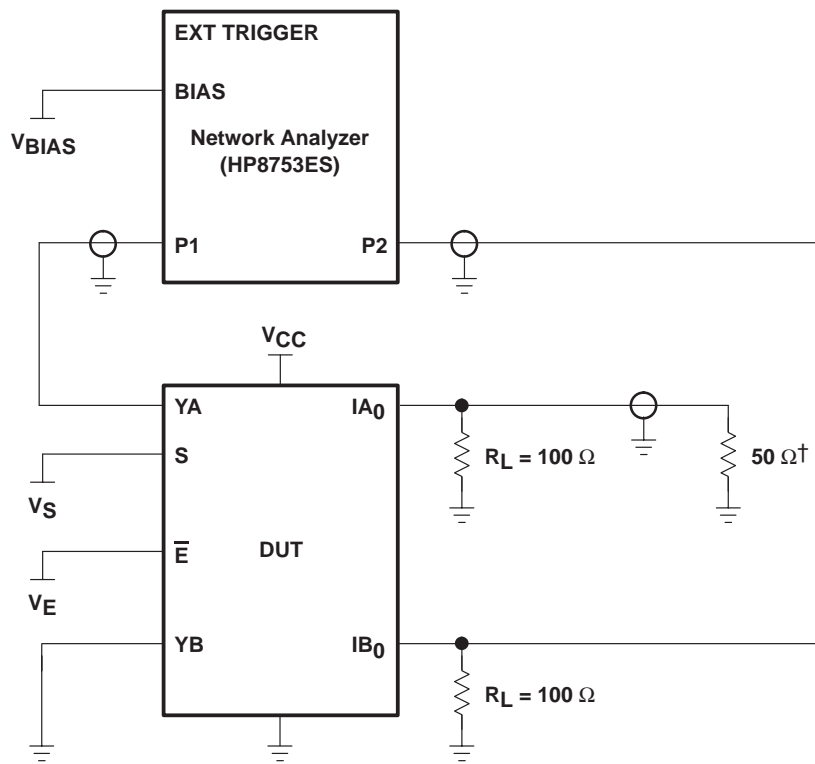 EXT TRIGGER
BIAS
VBIAS
Network Analyzer
(HP8753ES)
P1
P2
VCC
YA
IA0
S
RL = 100 Ω
50 Ω†
VS
E̅
DUT
VE
YB
IB0
RL = 100 Ω